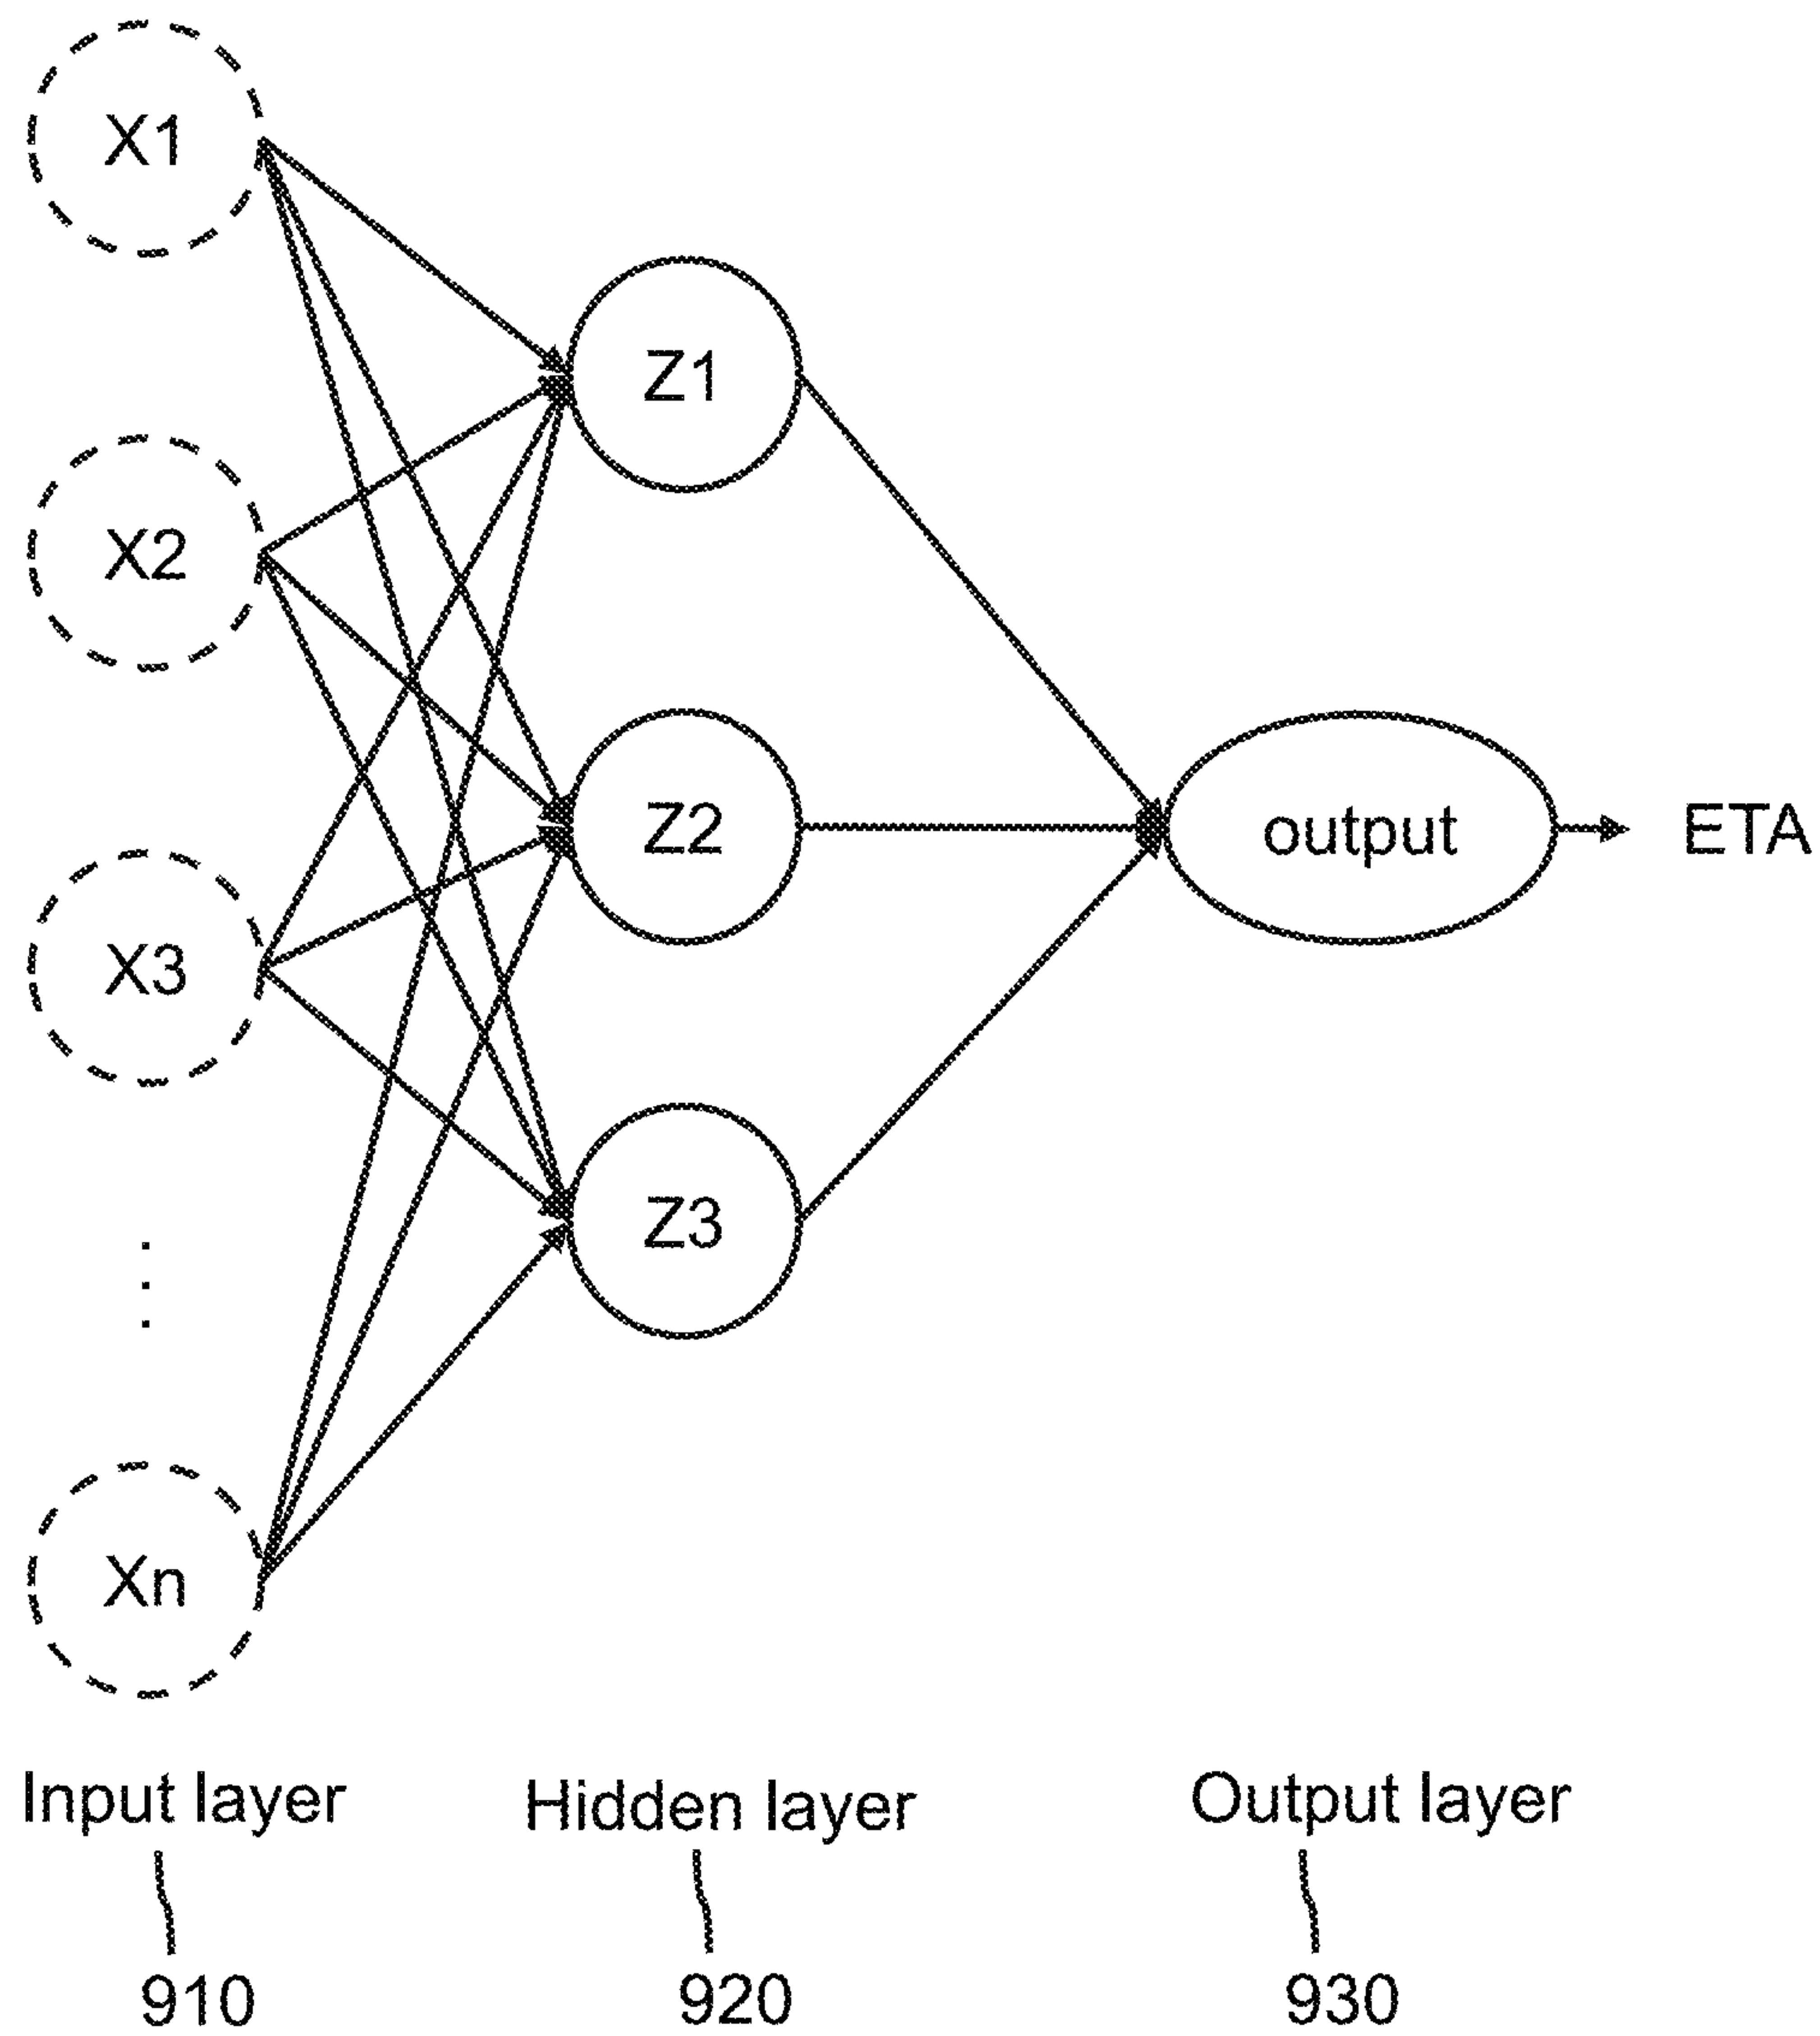 X1
X2
X3
Xn
Z1
Z2
Z3
output
ETA
Input layer
Hidden layer
Output layer
910
920
930